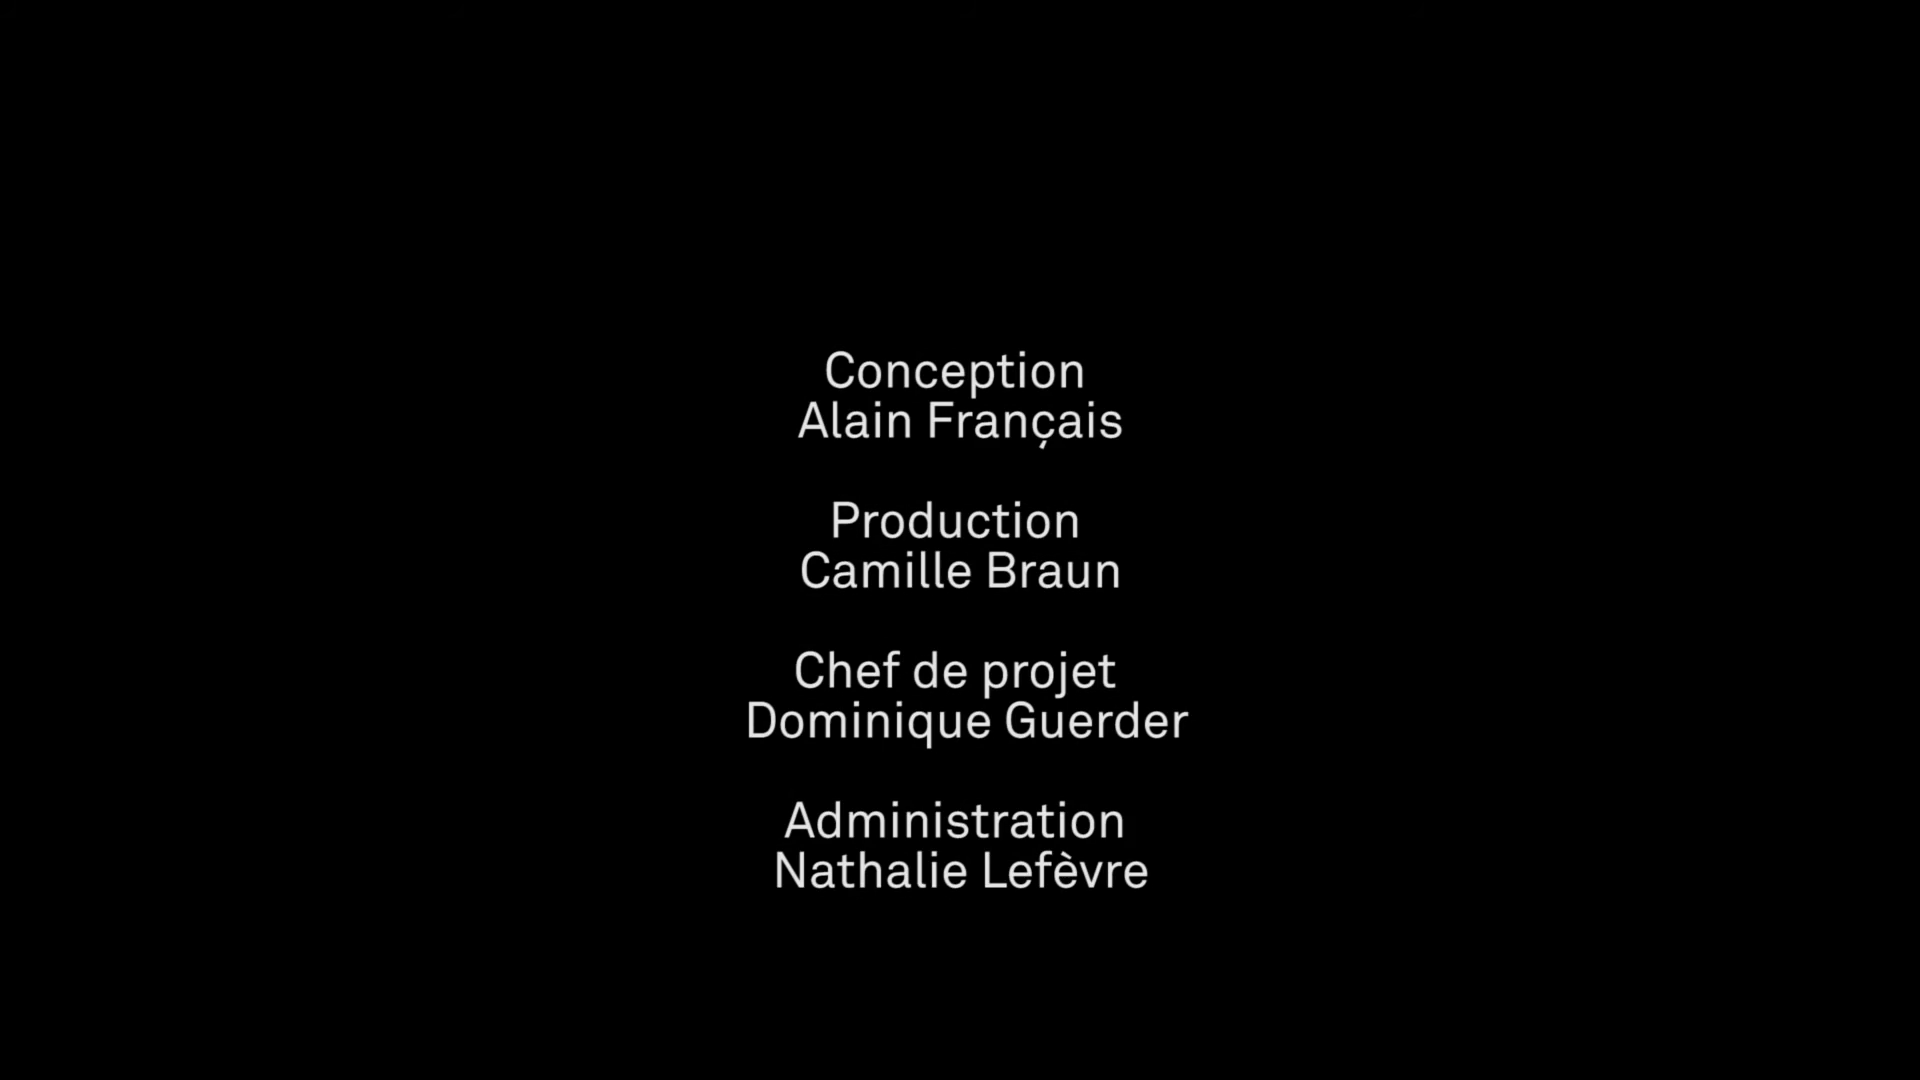 Conception
Alain Français
Production
Camille Braun
Chef de projet
Dominique Guerder
Administration
Nathalie Lefèvre